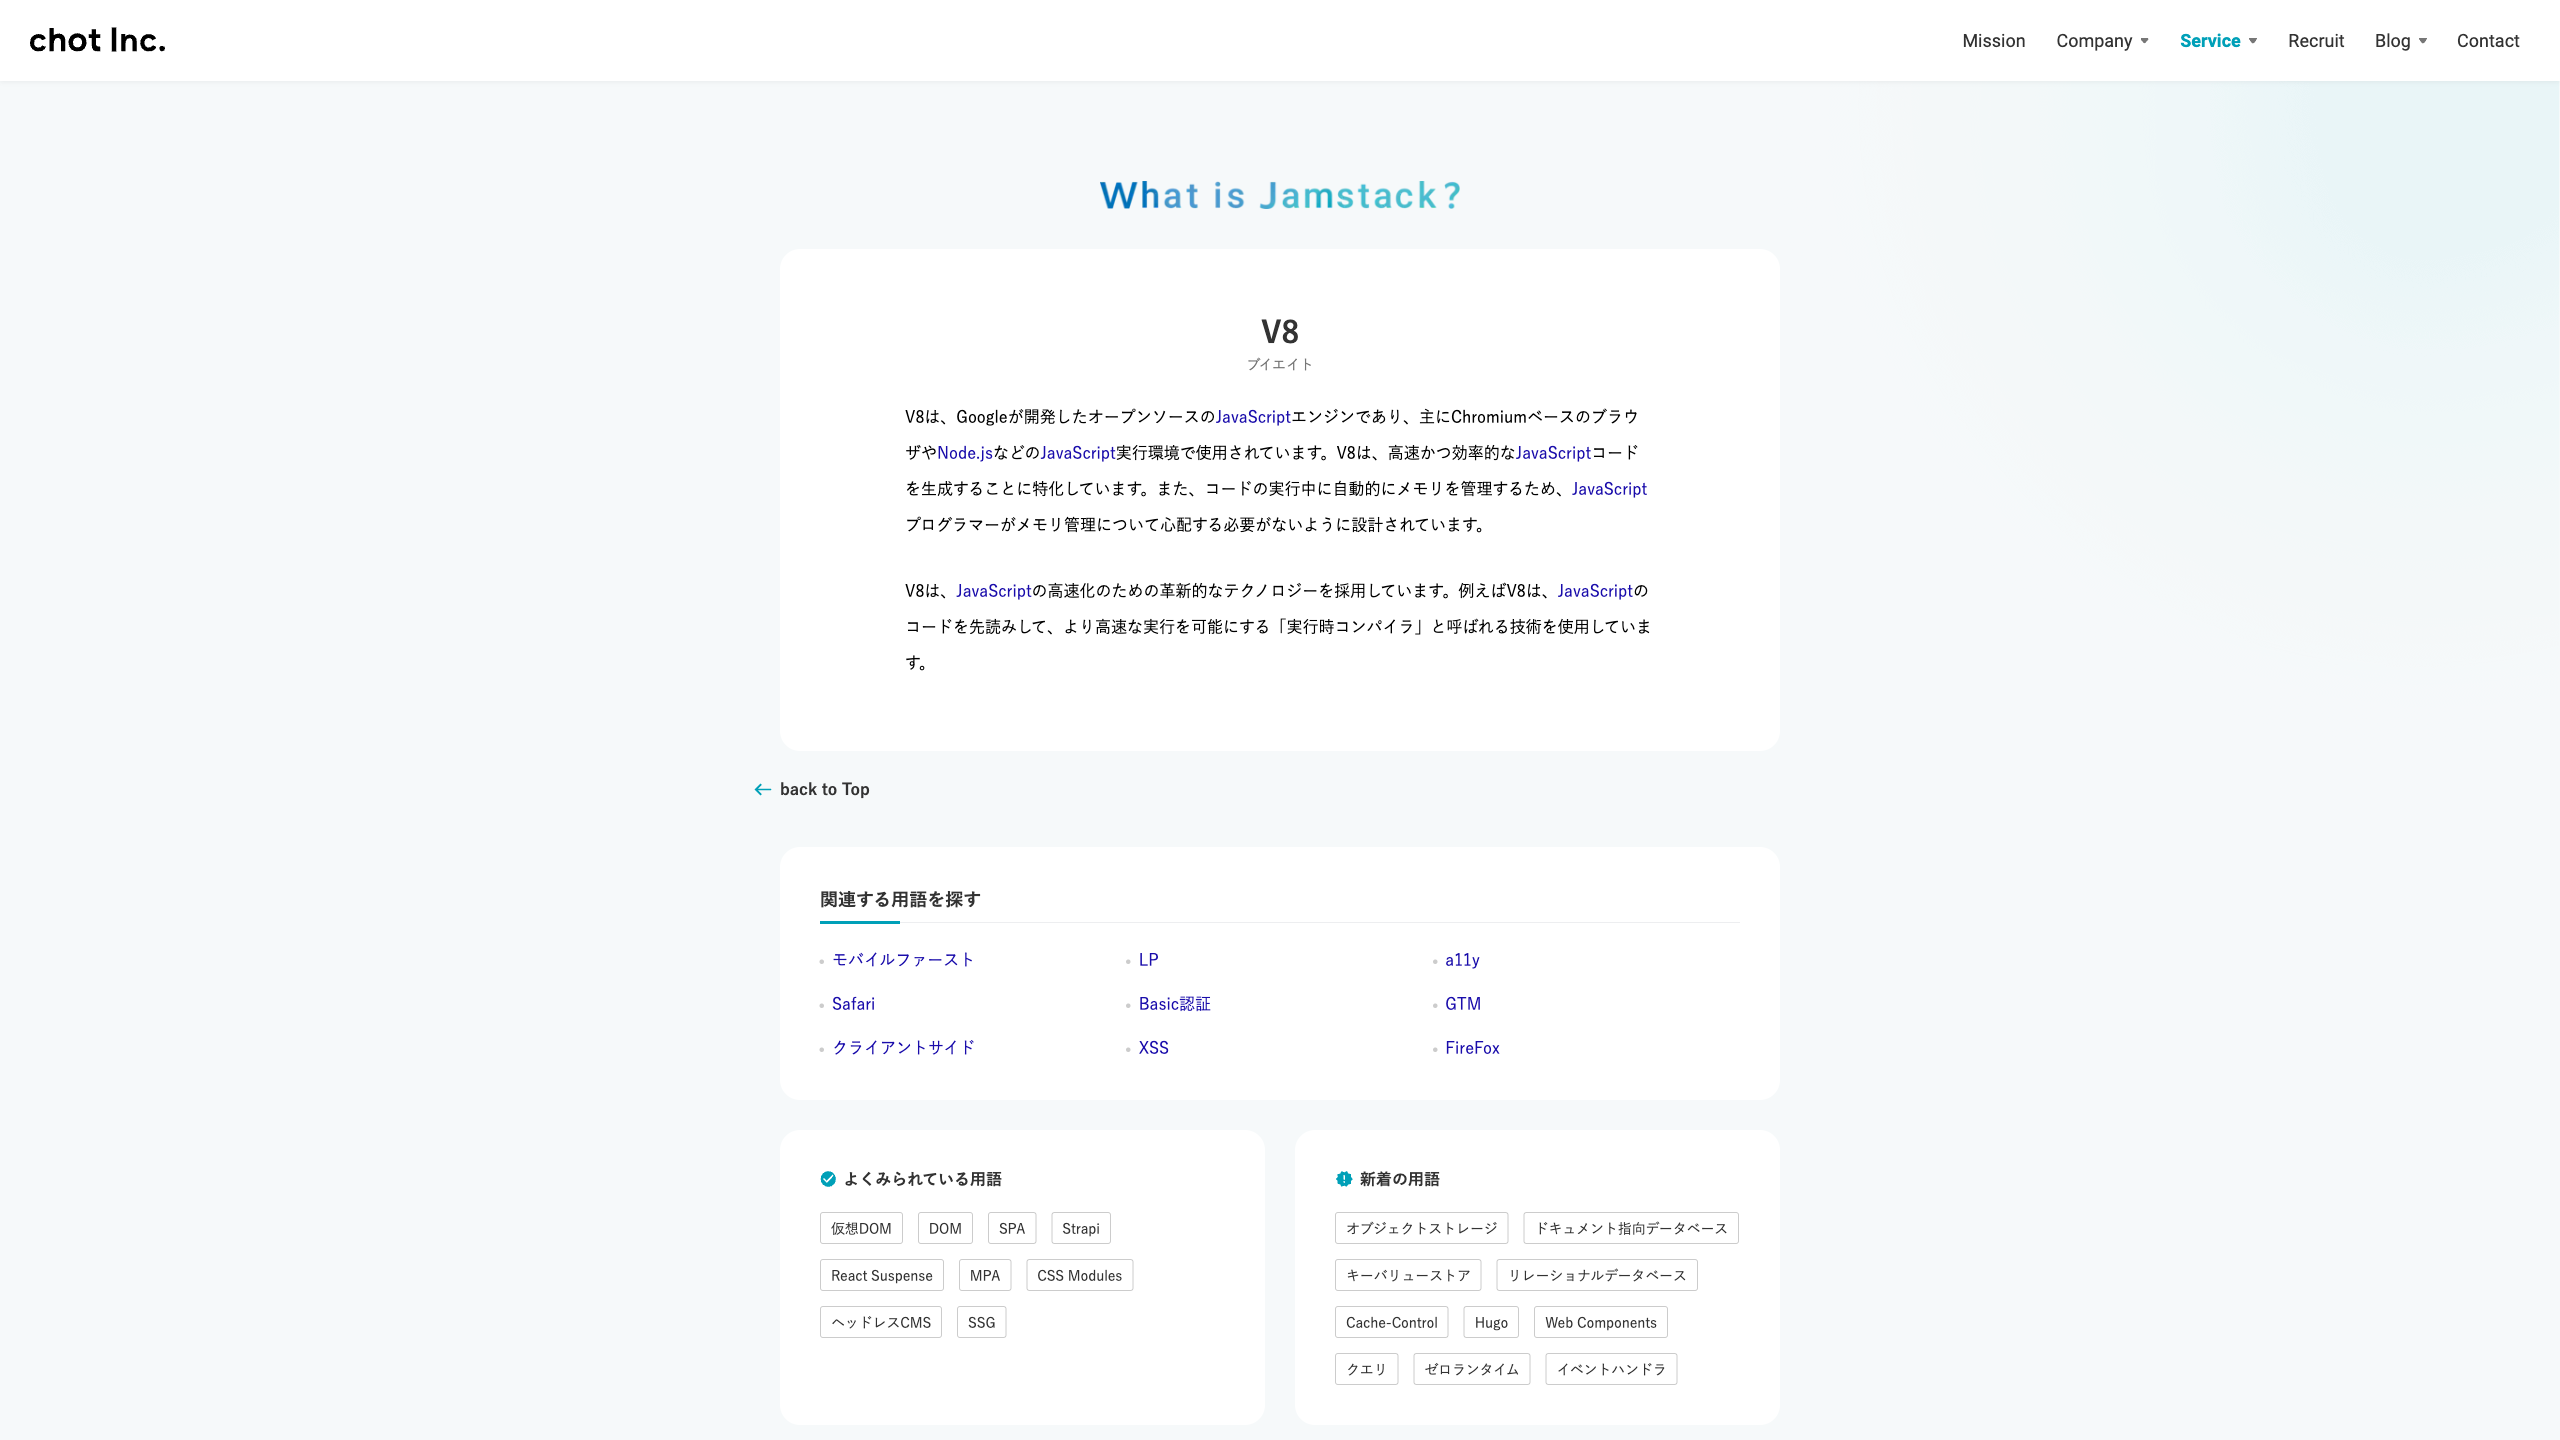 chot Inc.
Mission Company Service Recruit Blog Contact
What is Jamstack?
V8
ブイエイト
V8は、Googleが開発したオープンソースのJavaScriptエンジンであり、主にChromiumベースのブラウ
ザやNode.jsなどのJavaScript実行環境で使用されています。V8は、高速かつ効率的なJavaScriptコード
を生成することに特化しています。また、コードの実行中に自動的にメモリを管理するため、JavaScript
プログラマーがメモリ管理について心配する必要がないように設計されています。
V8は、JavaScriptの高速化のための革新的なテクノロジーを採用しています。例えばV8は、JavaScriptの
コードを先読みして、より高速な実行を可能にする「実行時コンパイラ」と呼ばれる技術を使用していま
す。
back to Top
関連する用語を探す
モバイルファースト LP a11y
Safari Basic認証 GTM
クライアントサイド XSS FireFox
よくみられている用語
仮想DOM DOM SPA Strapi
React Suspense MPA CSS Modules
ヘッドレスCMS SSG
新着の用語
オブジェクトストレージ ドキュメント指向データベース
キーバリューストア リレーショナルデータベース
Cache-Control Hugo Web Components
クエリ ゼロランタイム イベントハンドラ